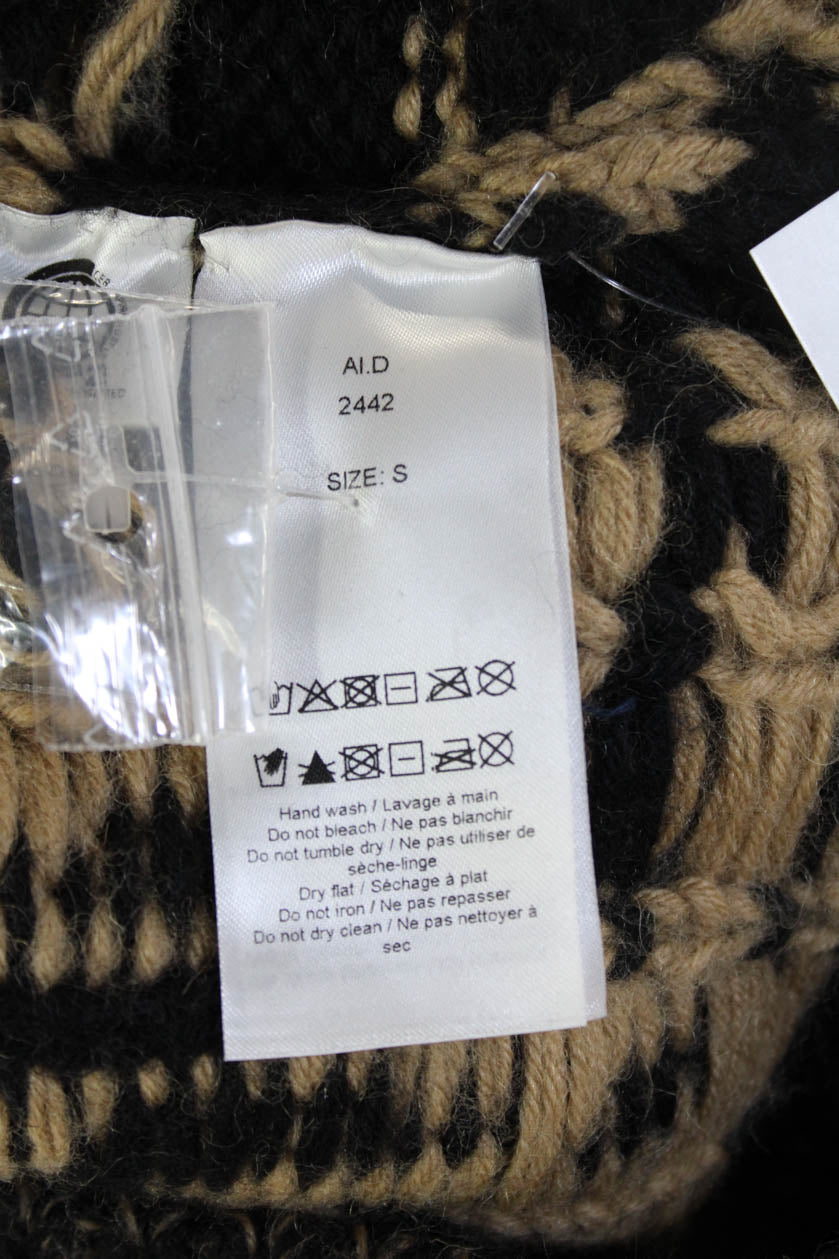 AI.D
2442
SIZE: S
Hand wash / Lavage à main
Do not bleach / Ne pas blanchir
Do not tumble dry / Ne pas utiliser de
sèche-linge
Dry flat / Séchage à plat
Do not iron / Ne pas repasser
Do not dry clean / Ne pas nettoyer à
sec